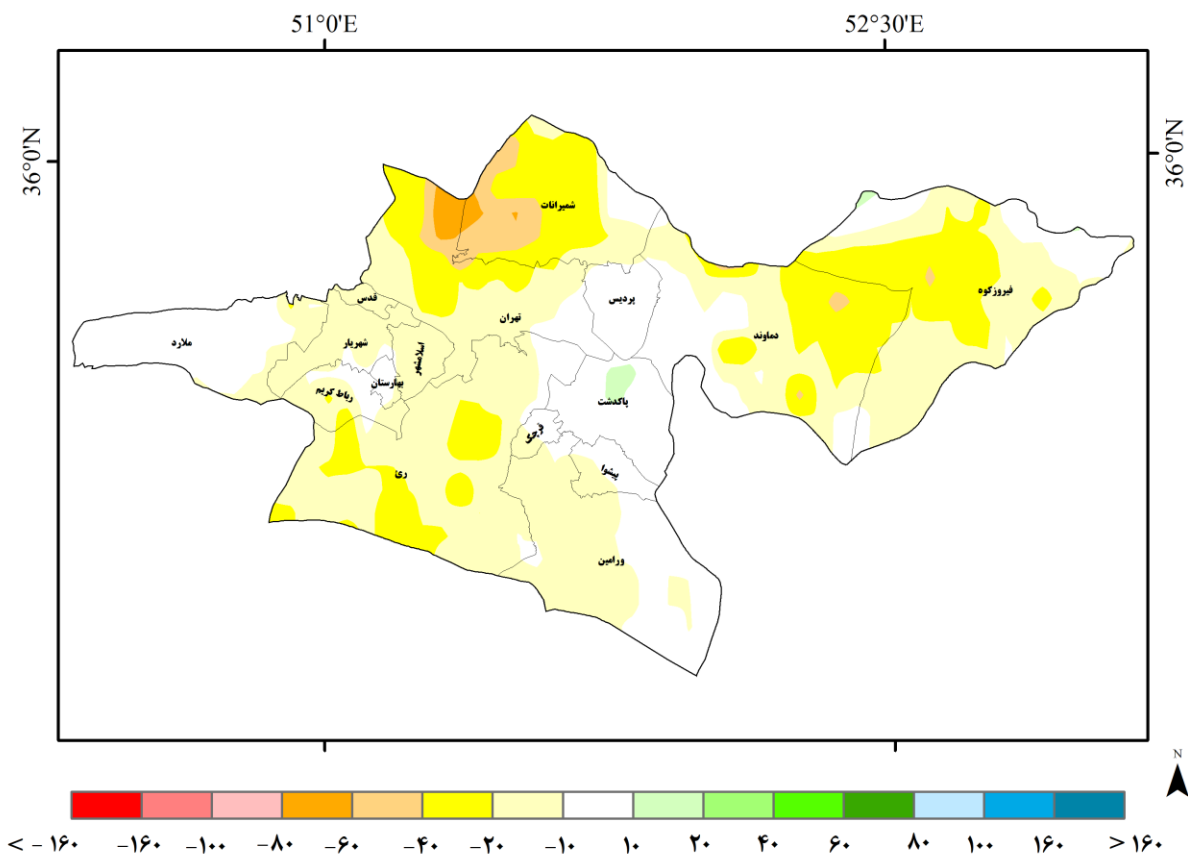 51°0'E 52°30'E
36°0'N 36°0'N
شمیرانات
فیروزکوه
پردیس
قدس
تهران
دماوند
ملارد
شهریار
اسلامشهر
بهارستان
رباط کریم
پاکدشت
قرچک
پیشوا
ری
ورامین
N
< -۱۶۰ -۱۶۰ -۱۰۰ -۸۰ -۶۰ -۴۰ -۲۰ -۱۰ ۱۰ ۲۰ ۴۰ ۶۰ ۸۰ ۱۰۰ ۱۶۰ > ۱۶۰